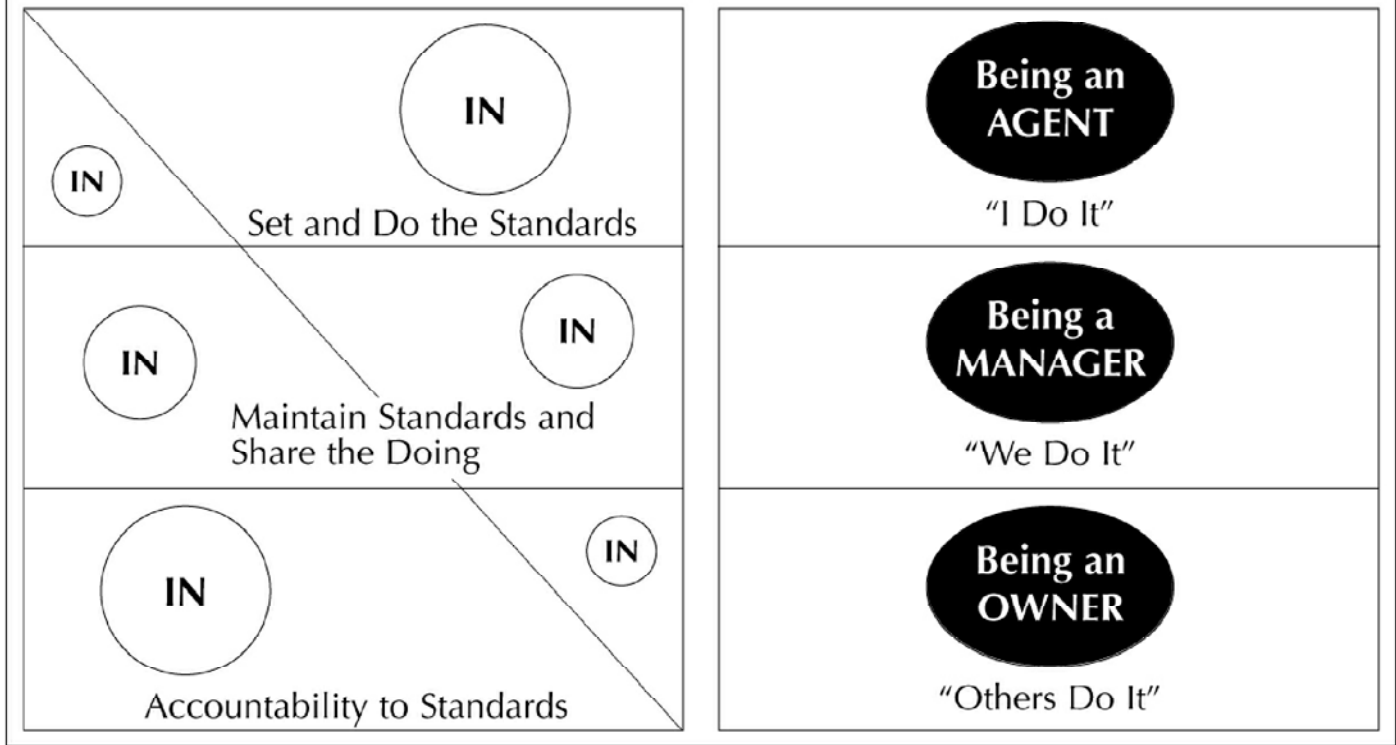 IN
IN
Set and Do the Standards
IN
IN
Maintain Standards and
Share the Doing
IN
IN
Accountability to Standards
Being an
AGENT
“I Do It”
Being a
MANAGER
“We Do It”
Being an
OWNER
“Others Do It”